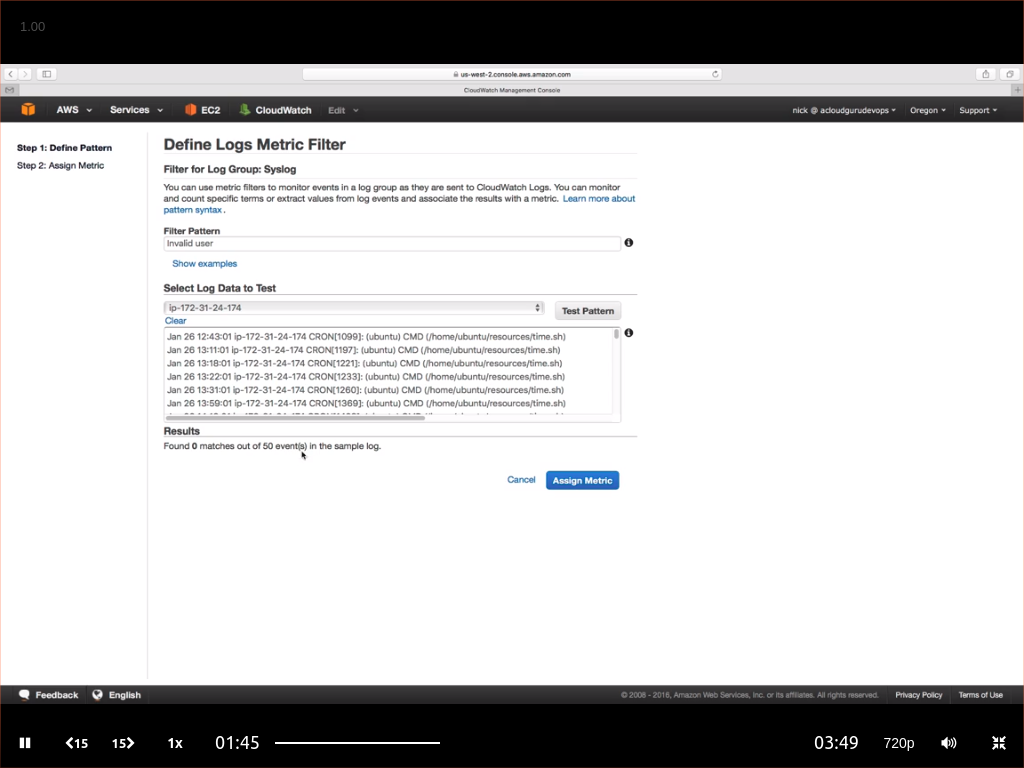 1.00
us-west-2.console.aws.amazon.com
CloudWatch Management Console
AWS Services EC2 CloudWatch Edit nick @ acloudgurudevops Oregon Support
Step 1: Define Pattern
Step 2: Assign Metric
Define Logs Metric Filter
Filter for Log Group: Syslog
You can use metric filters to monitor events in a log group as they are sent to CloudWatch Logs. You can monitor
and count specific terms or extract values from log events and associate the results with a metric. Learn more about
pattern syntax.
Filter Pattern
Invalid user
Show examples
Select Log Data to Test
ip-172-31-24-174
Test Pattern
Clear
Jan 26 12:43:01 ip-172-31-24-174 CRON[1099]: (ubuntu) CMD (/home/ubuntu/resources/time.sh)
Jan 26 13:11:01 ip-172-31-24-174 CRON[1197]: (ubuntu) CMD (/home/ubuntu/resources/time.sh)
Jan 26 13:18:01 ip-172-31-24-174 CRON[1221]: (ubuntu) CMD (/home/ubuntu/resources/time.sh)
Jan 26 13:22:01 ip-172-31-24-174 CRON[1233]: (ubuntu) CMD (/home/ubuntu/resources/time.sh)
Jan 26 13:31:01 ip-172-31-24-174 CRON[1260]: (ubuntu) CMD (/home/ubuntu/resources/time.sh)
Jan 26 13:59:01 ip-172-31-24-174 CRON[1369]: (ubuntu) CMD (/home/ubuntu/resources/time.sh)
Results
Found 0 matches out of 50 event(s) in the sample log.
Cancel Assign Metric
Feedback English © 2008 - 2016, Amazon Web Services, Inc. or its affiliates. All rights reserved. Privacy Policy Terms of Use
15 15 1x 01:45 03:49 720p